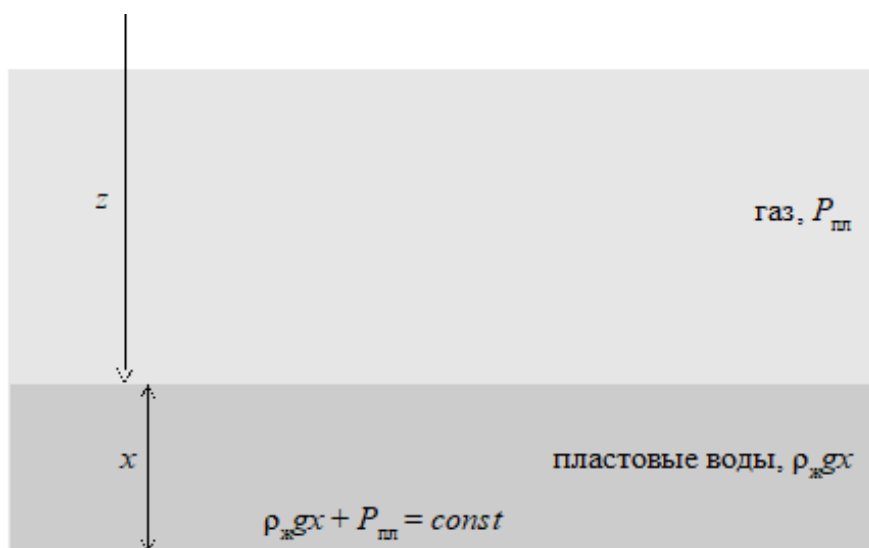 z
газ, Pпл
x
пластовые воды, ρжgx
ρжgx + Pпл = const